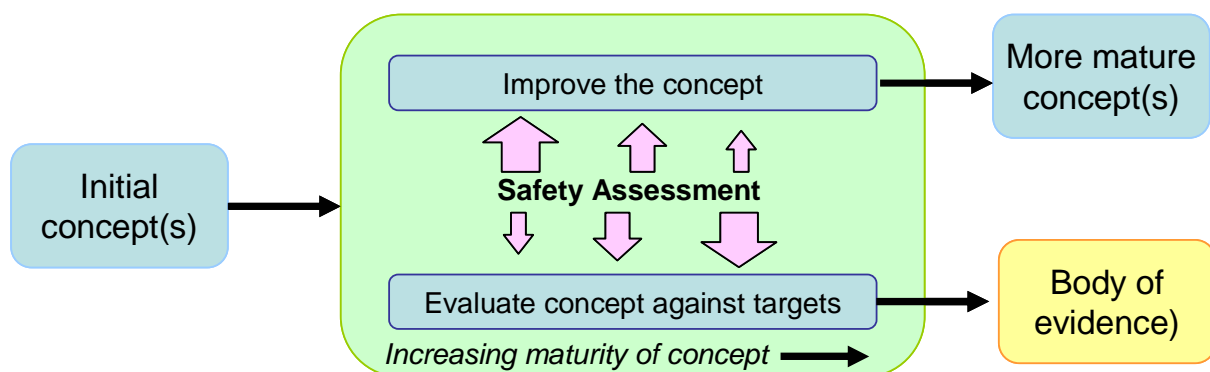 Initial
concept(s)
Improve the concept
Safety Assessment
Evaluate concept against targets
Increasing maturity of concept
More mature
concept(s)
Body of
evidence)